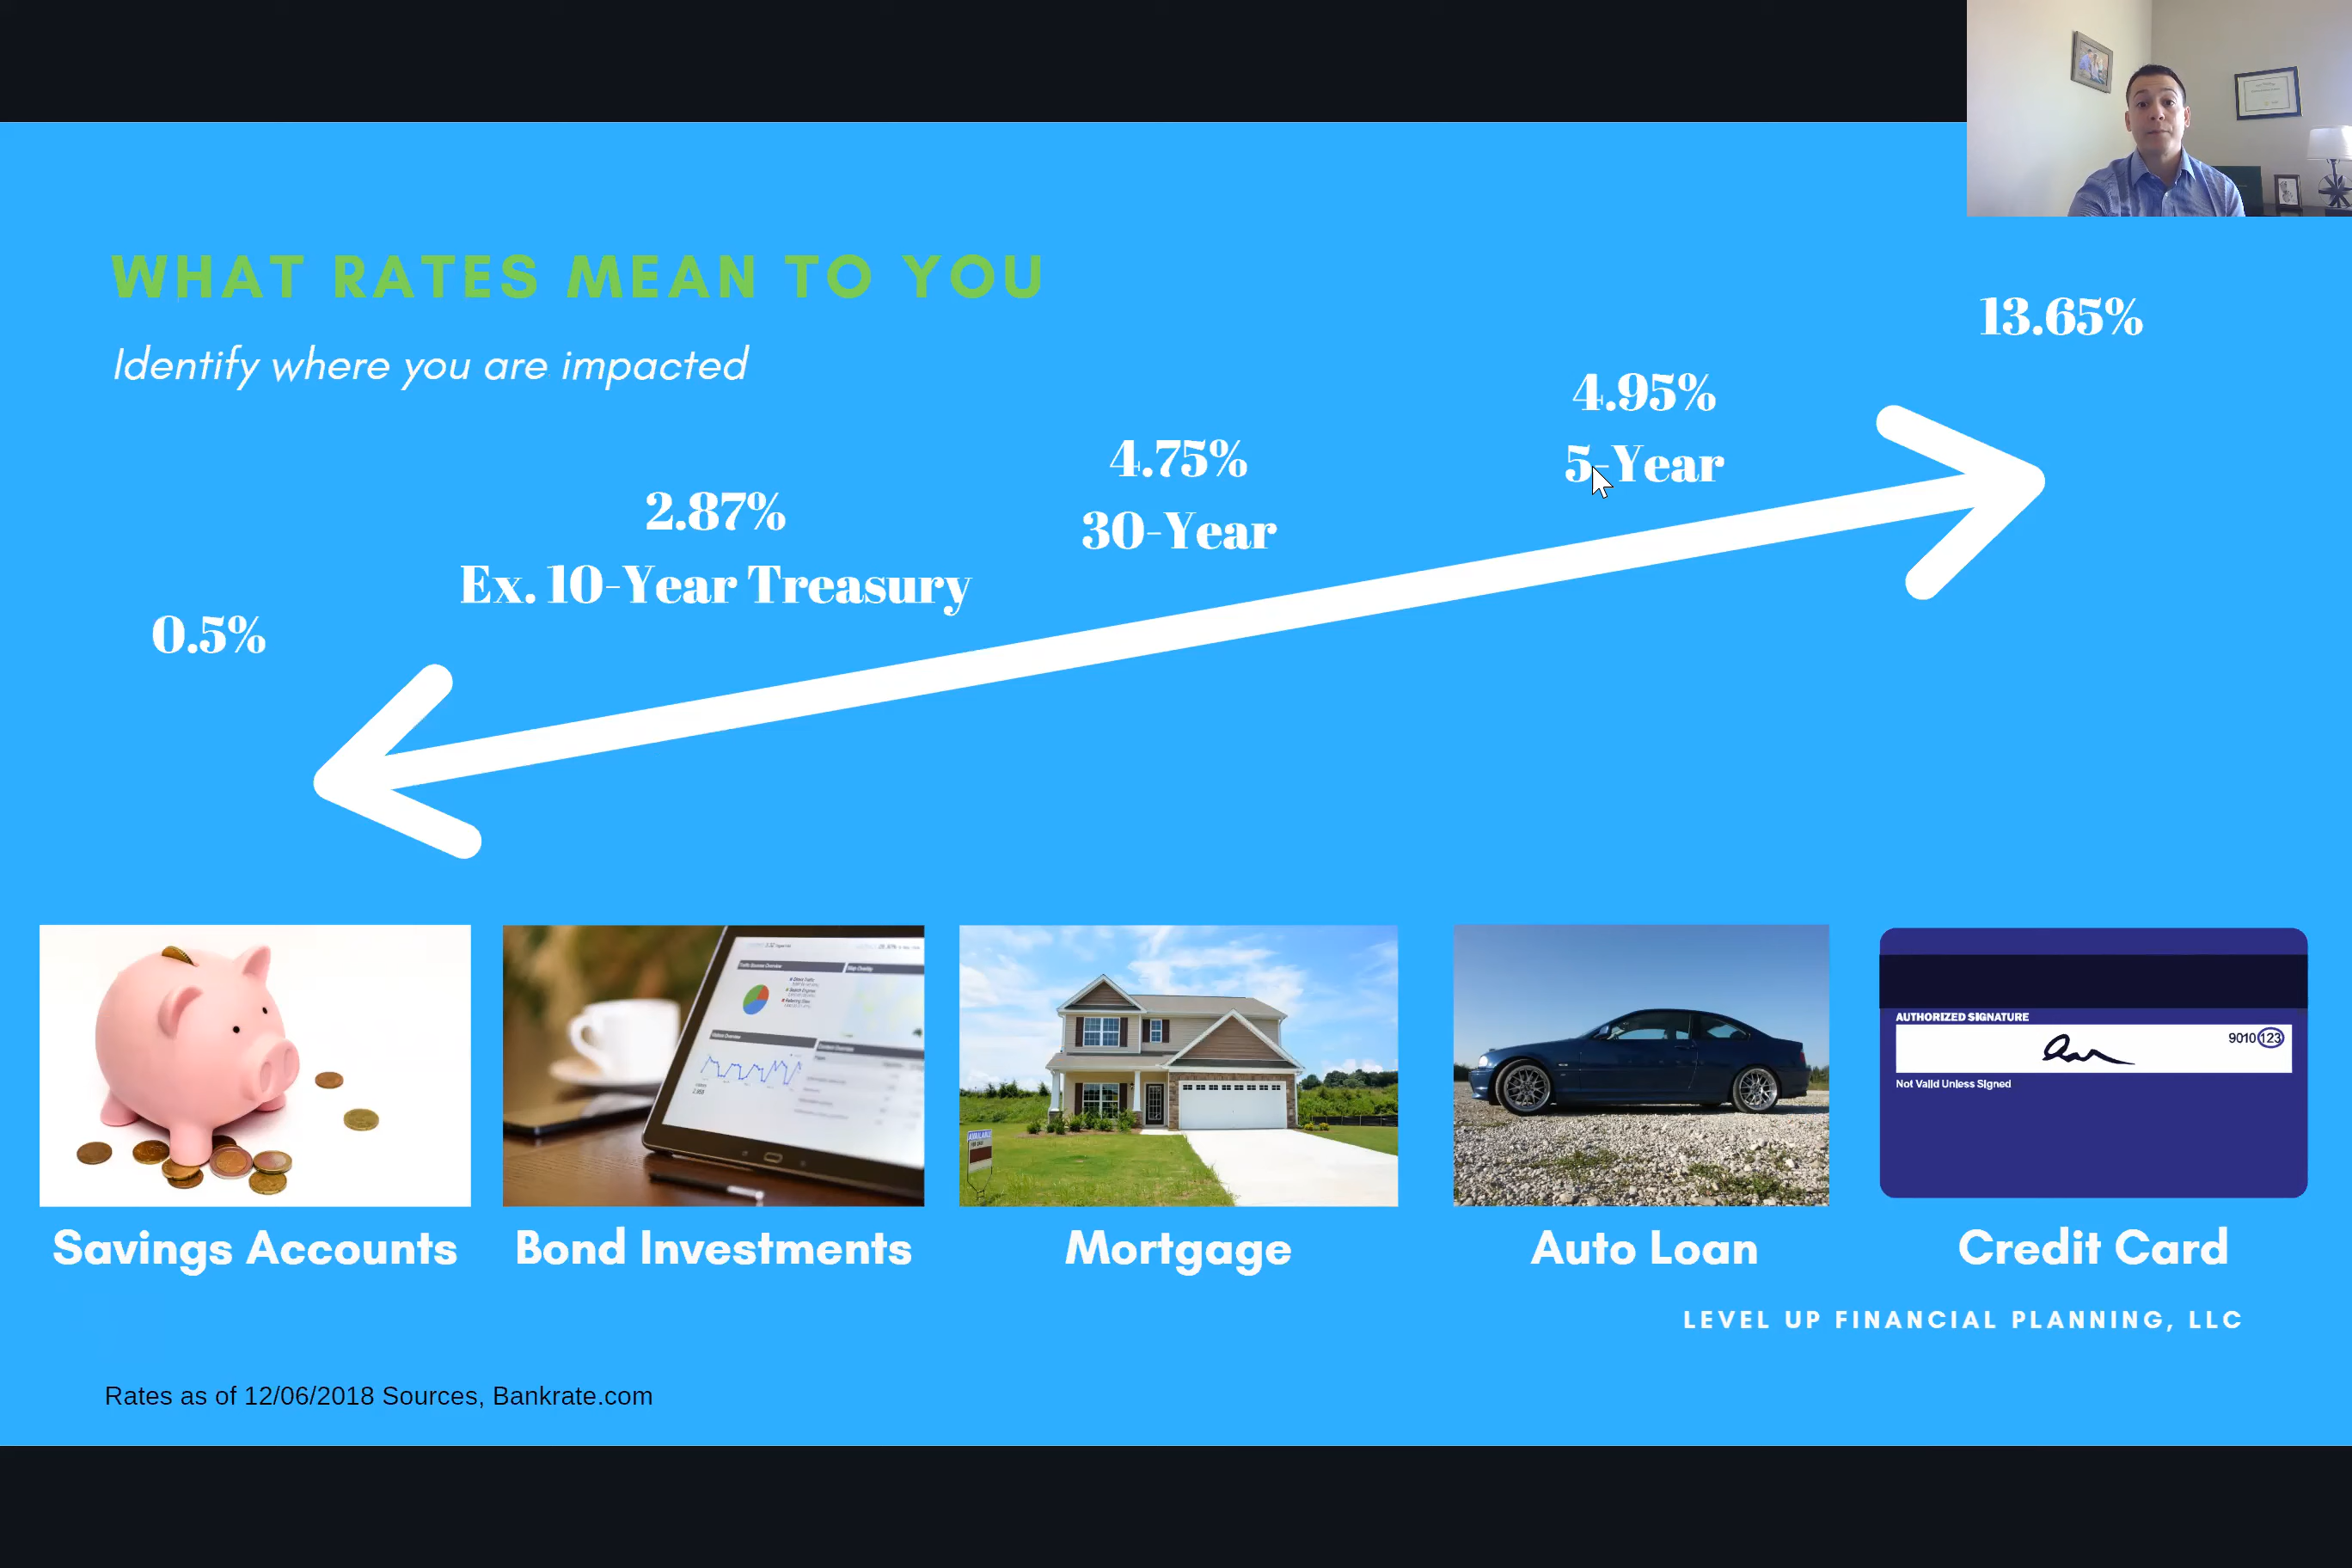 WHAT RATES MEAN TO YOU
Identify where you are impacted
13.65%
4.95%
5-Year
4.75%
30-Year
2.87%
Ex. 10-Year Treasury
0.5%
AUTHORIZED SIGNATURE
9010 123
Not Valid Unless Signed
Savings Accounts
Bond Investments
Mortgage
Auto Loan
Credit Card
LEVEL UP FINANCIAL PLANNING, LLC
Rates as of 12/06/2018 Sources, Bankrate.com